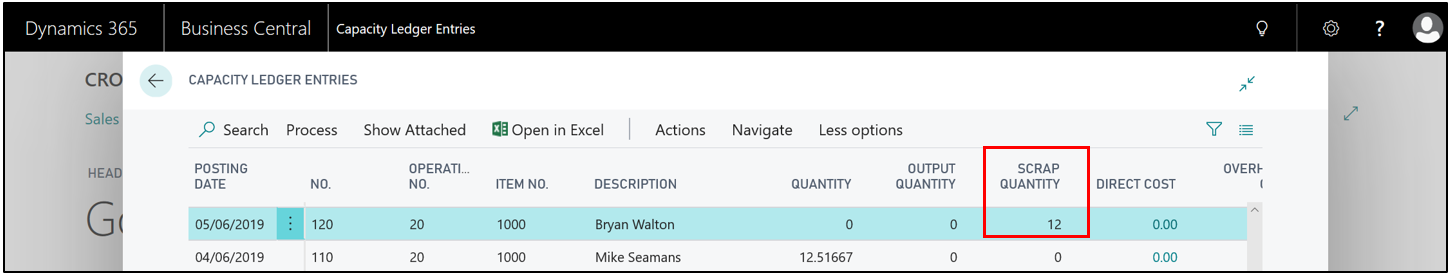 Dynamics 365 Business Central Capacity Ledger Entries ?
CRO
CAPACITY LEDGER ENTRIES
Sales
Search Process Show Attached Open in Excel Actions Navigate Less options
HEAD
POSTING DATE NO. OPERATI... NO. ITEM NO. DESCRIPTION QUANTITY OUTPUT QUANTITY SCRAP QUANTITY DIRECT COST OVERH
Go
05/06/2019 120 20 1000 Bryan Walton 0 0 12 0.00
04/06/2019 110 20 1000 Mike Seamans 12.51667 0 0 0.00